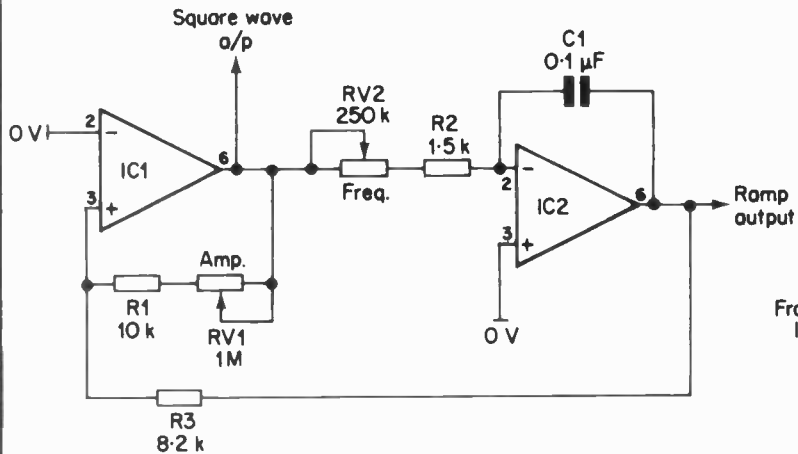 Square wave
a/p
C1
0·1 µF
RV2
250 k
R2
1·5 k
0 V
2
−
IC1
6
3
+
Freq.
2
−
IC2
6
3
+
Ramp
output
Amp.
R1
10 k
RV1
1M
0 V
R3
8·2 k
Fro